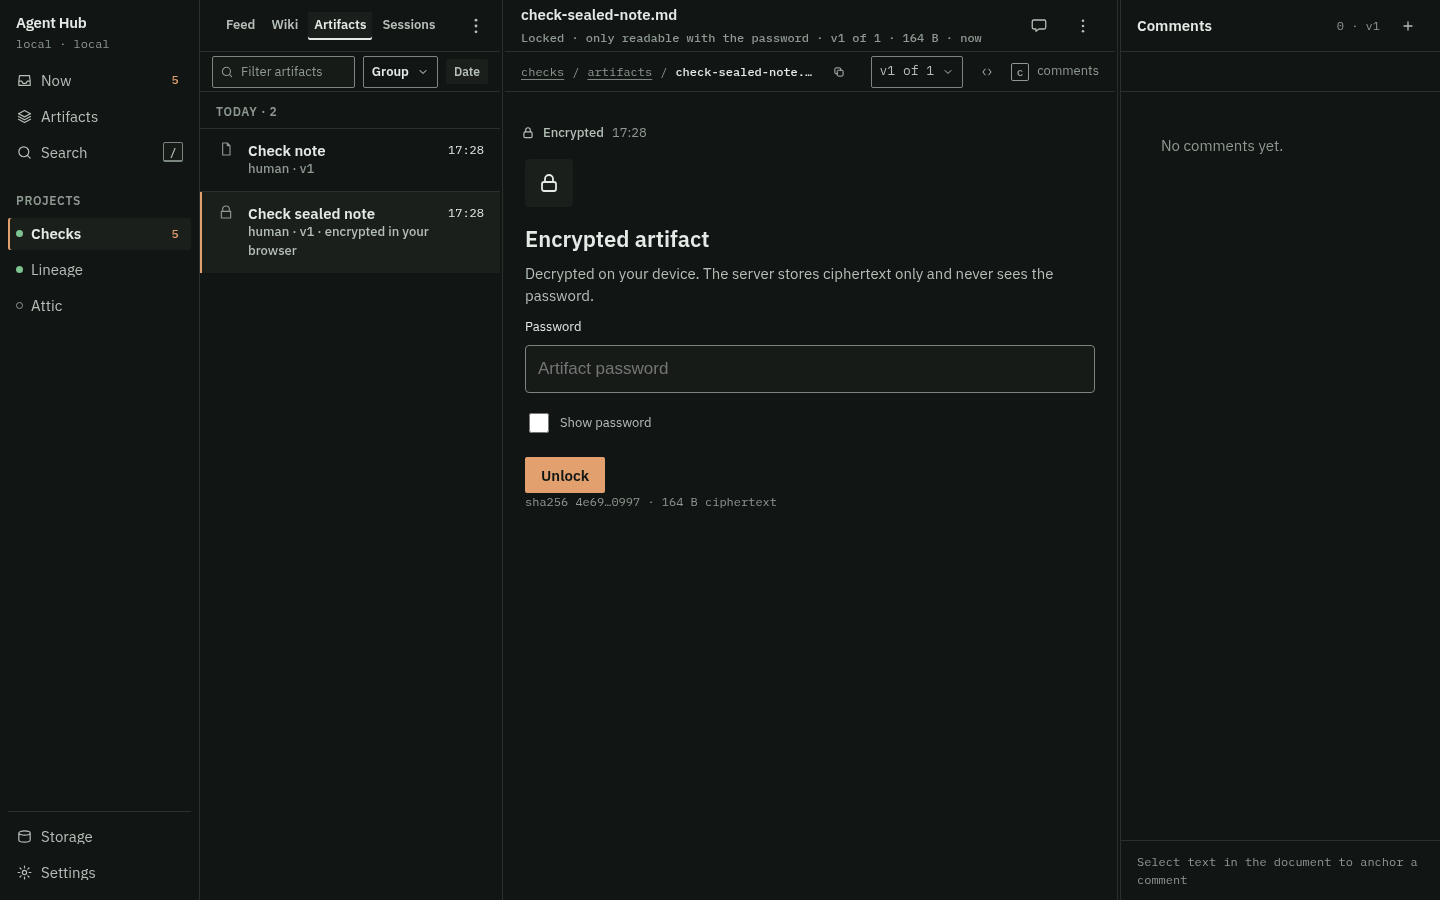 Agent Hub
local · local
Now 5
Artifacts
Search /
PROJECTS
Checks 5
Lineage
Attic
Storage
Settings
Feed Wiki Artifacts Sessions
Filter artifacts Group Date
TODAY · 2
Check note 17:28
human · v1
Check sealed note 17:28
human · v1 · encrypted in your
browser
check-sealed-note.md
Locked · only readable with the password · v1 of 1 · 164 B · now
checks / artifacts / check-sealed-note.… v1 of 1 c comments
Encrypted 17:28
Encrypted artifact
Decrypted on your device. The server stores ciphertext only and never sees the
password.
Password
Artifact password
Show password
Unlock
sha256 4e69…0997 · 164 B ciphertext
Comments 0 · v1
No comments yet.
Select text in the document to anchor a
comment